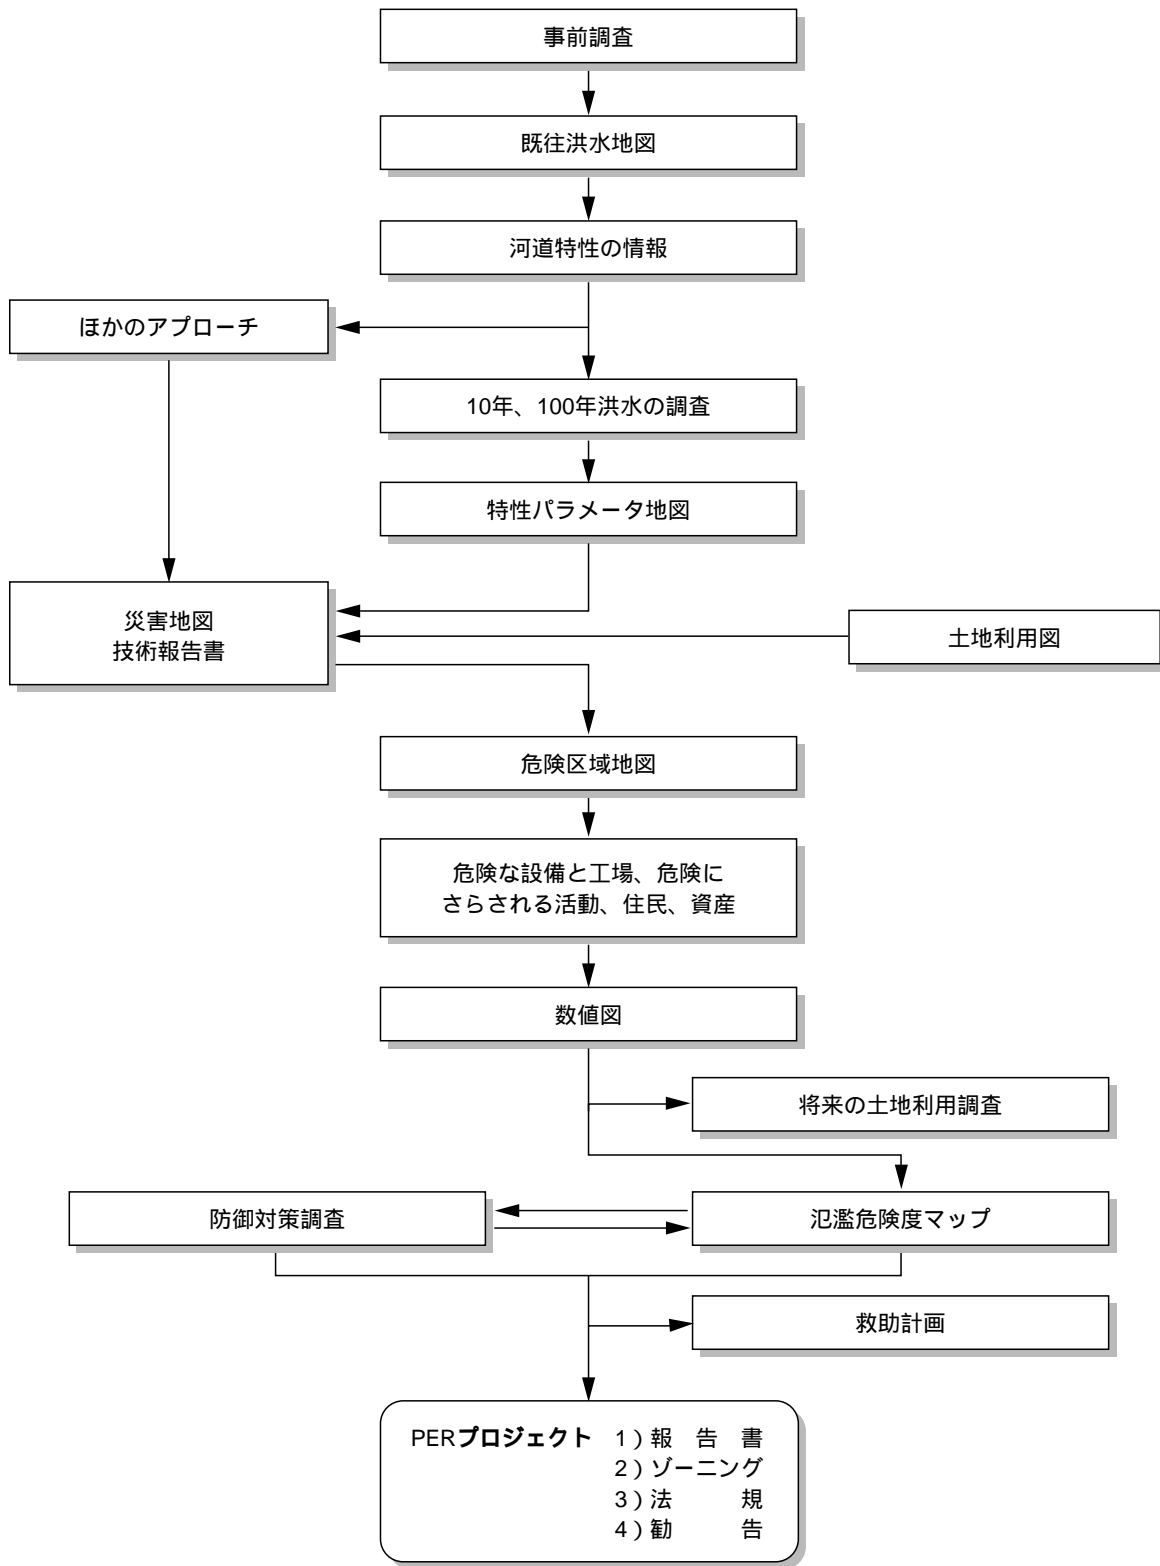 事前調査
既往洪水地図
河道特性の情報
ほかのアプローチ
10年、100年洪水の調査
特性パラメータ地図
災害地図
技術報告書
土地利用図
危険区域地図
危険な設備と工場、危険に
さらされる活動、住民、資産
数値図
将来の土地利用調査
防御対策調査
氾濫危険度マップ
救助計画
PERプロジェクト 1）報 告 書
2）ゾーニング
3）法 規
4）勧 告